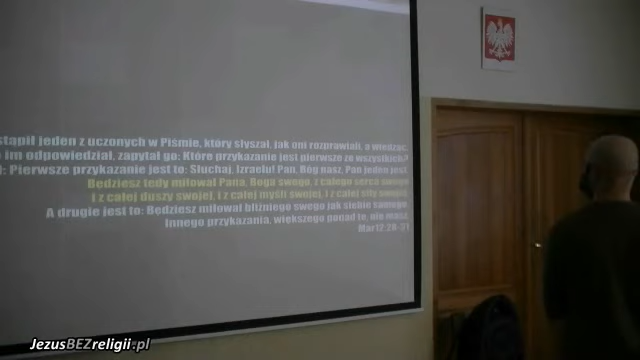 stąpił jeden z uczonych w Piśmie, który słyszał, jak oni rozprawiali, a wiedząc,
im odpowiedział, zapytał go: Które przykazanie jest pierwsze ze wszystkich?
: Pierwsze przykazanie jest to: Słuchaj, Izraelu! Pan, Bóg nasz, Pan jeden jest.
Będziesz tedy miłował Pana, Boga swego, z całego serca swego
i z całej duszy swojej, i z całej myśli swojej, i z całej siły swojej.
A drugie jest to: Będziesz miłował bliźniego swego jak siebie samego.
Innego przykazania, większego ponad te, nie masz.
Mar12:28-31
JezusBEZreligii.pl